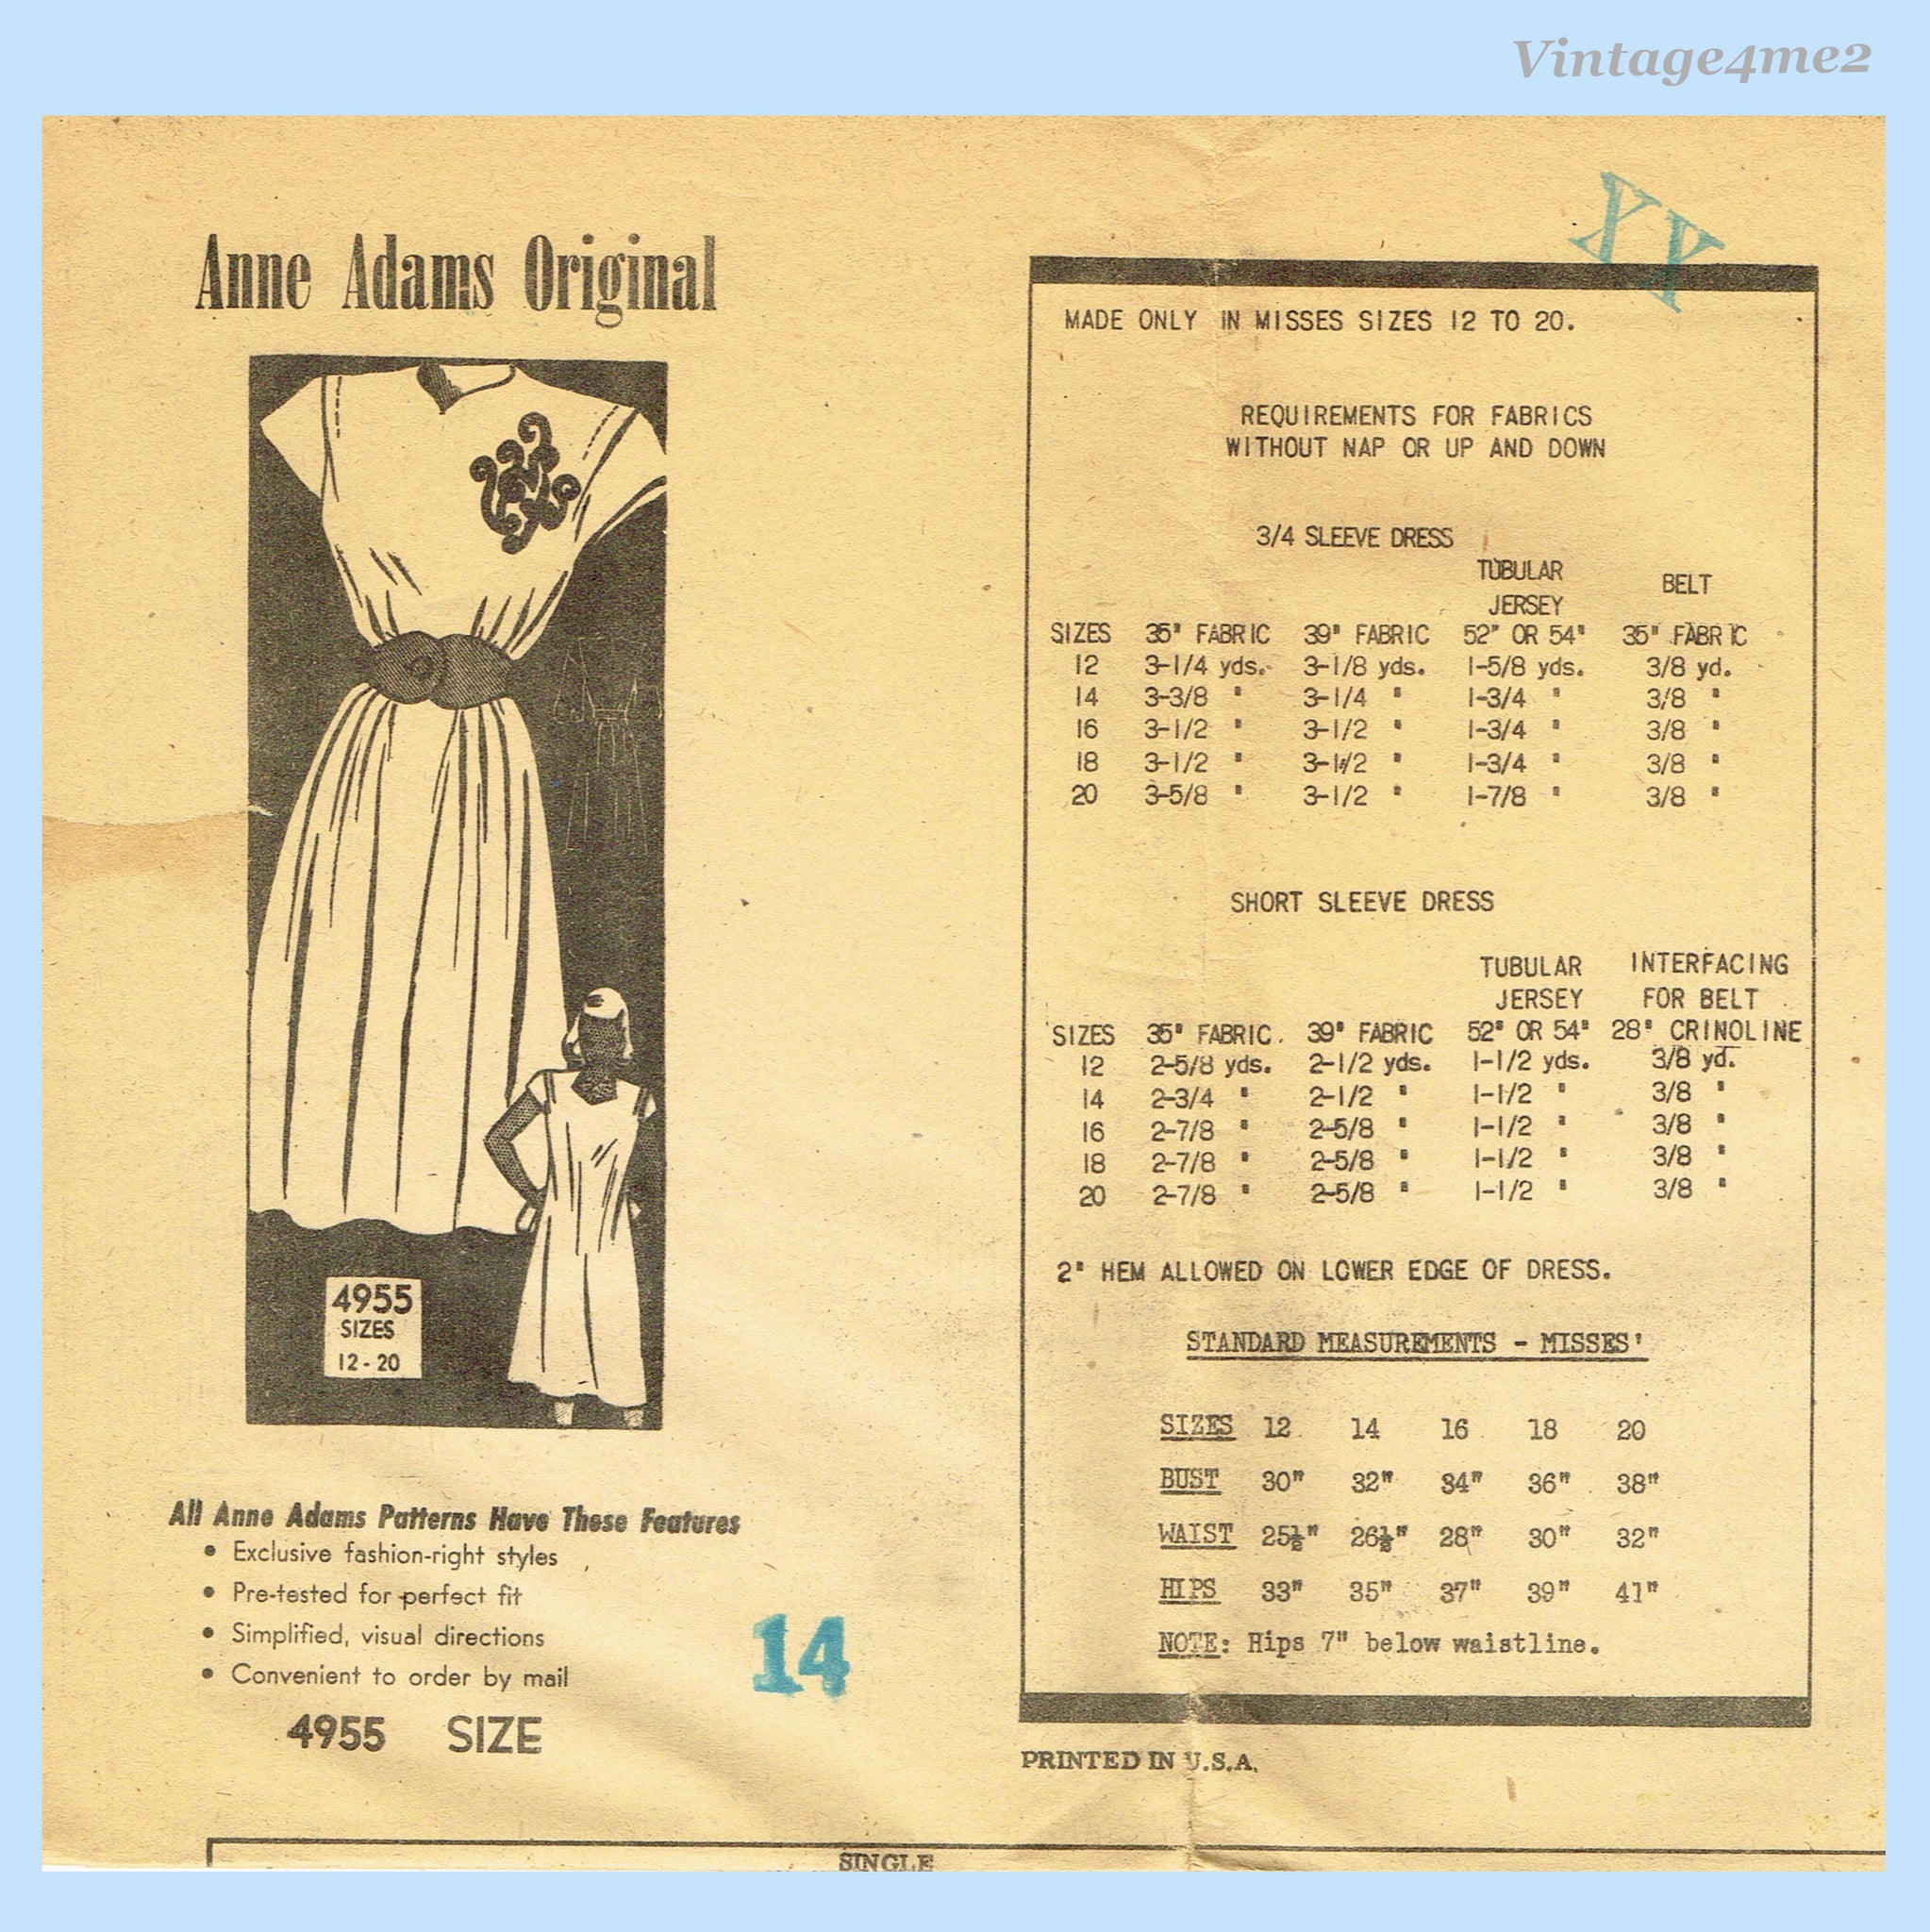 Vintage4me2
Anne Adams Original
4955
SIZES
12-20
All Anne Adams Patterns Have These Features
• Exclusive fashion-right styles
• Pre-tested for perfect fit
• Simplified, visual directions
• Convenient to order by mail
4955 SIZE 14
XY
MADE ONLY IN MISSES SIZES 12 TO 20.
REQUIREMENTS FOR FABRICS
WITHOUT NAP OR UP AND DOWN
3/4 SLEEVE DRESS
TUBULAR BELT
JERSEY
SIZES 35" FABRIC 39" FABRIC 52" OR 54" 35" FABRIC
12 3-1/4 yds. 3-1/8 yds. 1-5/8 yds. 3/8 yd.
14 3-3/8 " 3-1/4 " 1-3/4 " 3/8 "
16 3-1/2 " 3-1/2 " 1-3/4 " 3/8 "
18 3-1/2 " 3-1/2 " 1-3/4 " 3/8 "
20 3-5/8 " 3-1/2 " 1-7/8 " 3/8 "
SHORT SLEEVE DRESS
TUBULAR INTERFACING
JERSEY FOR BELT
SIZES 35" FABRIC 39" FABRIC 52" OR 54" 28" CRINOLINE
12 2-5/8 yds. 2-1/2 yds. 1-1/2 yds. 3/8 yd.
14 2-3/4 " 2-1/2 " 1-1/2 " 3/8 "
16 2-7/8 " 2-5/8 " 1-1/2 " 3/8 "
18 2-7/8 " 2-5/8 " 1-1/2 " 3/8 "
20 2-7/8 " 2-5/8 " 1-1/2 " 3/8 "
2" HEM ALLOWED ON LOWER EDGE OF DRESS.
STANDARD MEASUREMENTS - MISSES'
SIZES 12 14 16 18 20
BUST 30" 32" 34" 36" 38"
WAIST 25½" 26½" 28" 30" 32"
HIPS 33" 35" 37" 39" 41"
NOTE: Hips 7" below waistline.
PRINTED IN U.S.A.
SINGLE